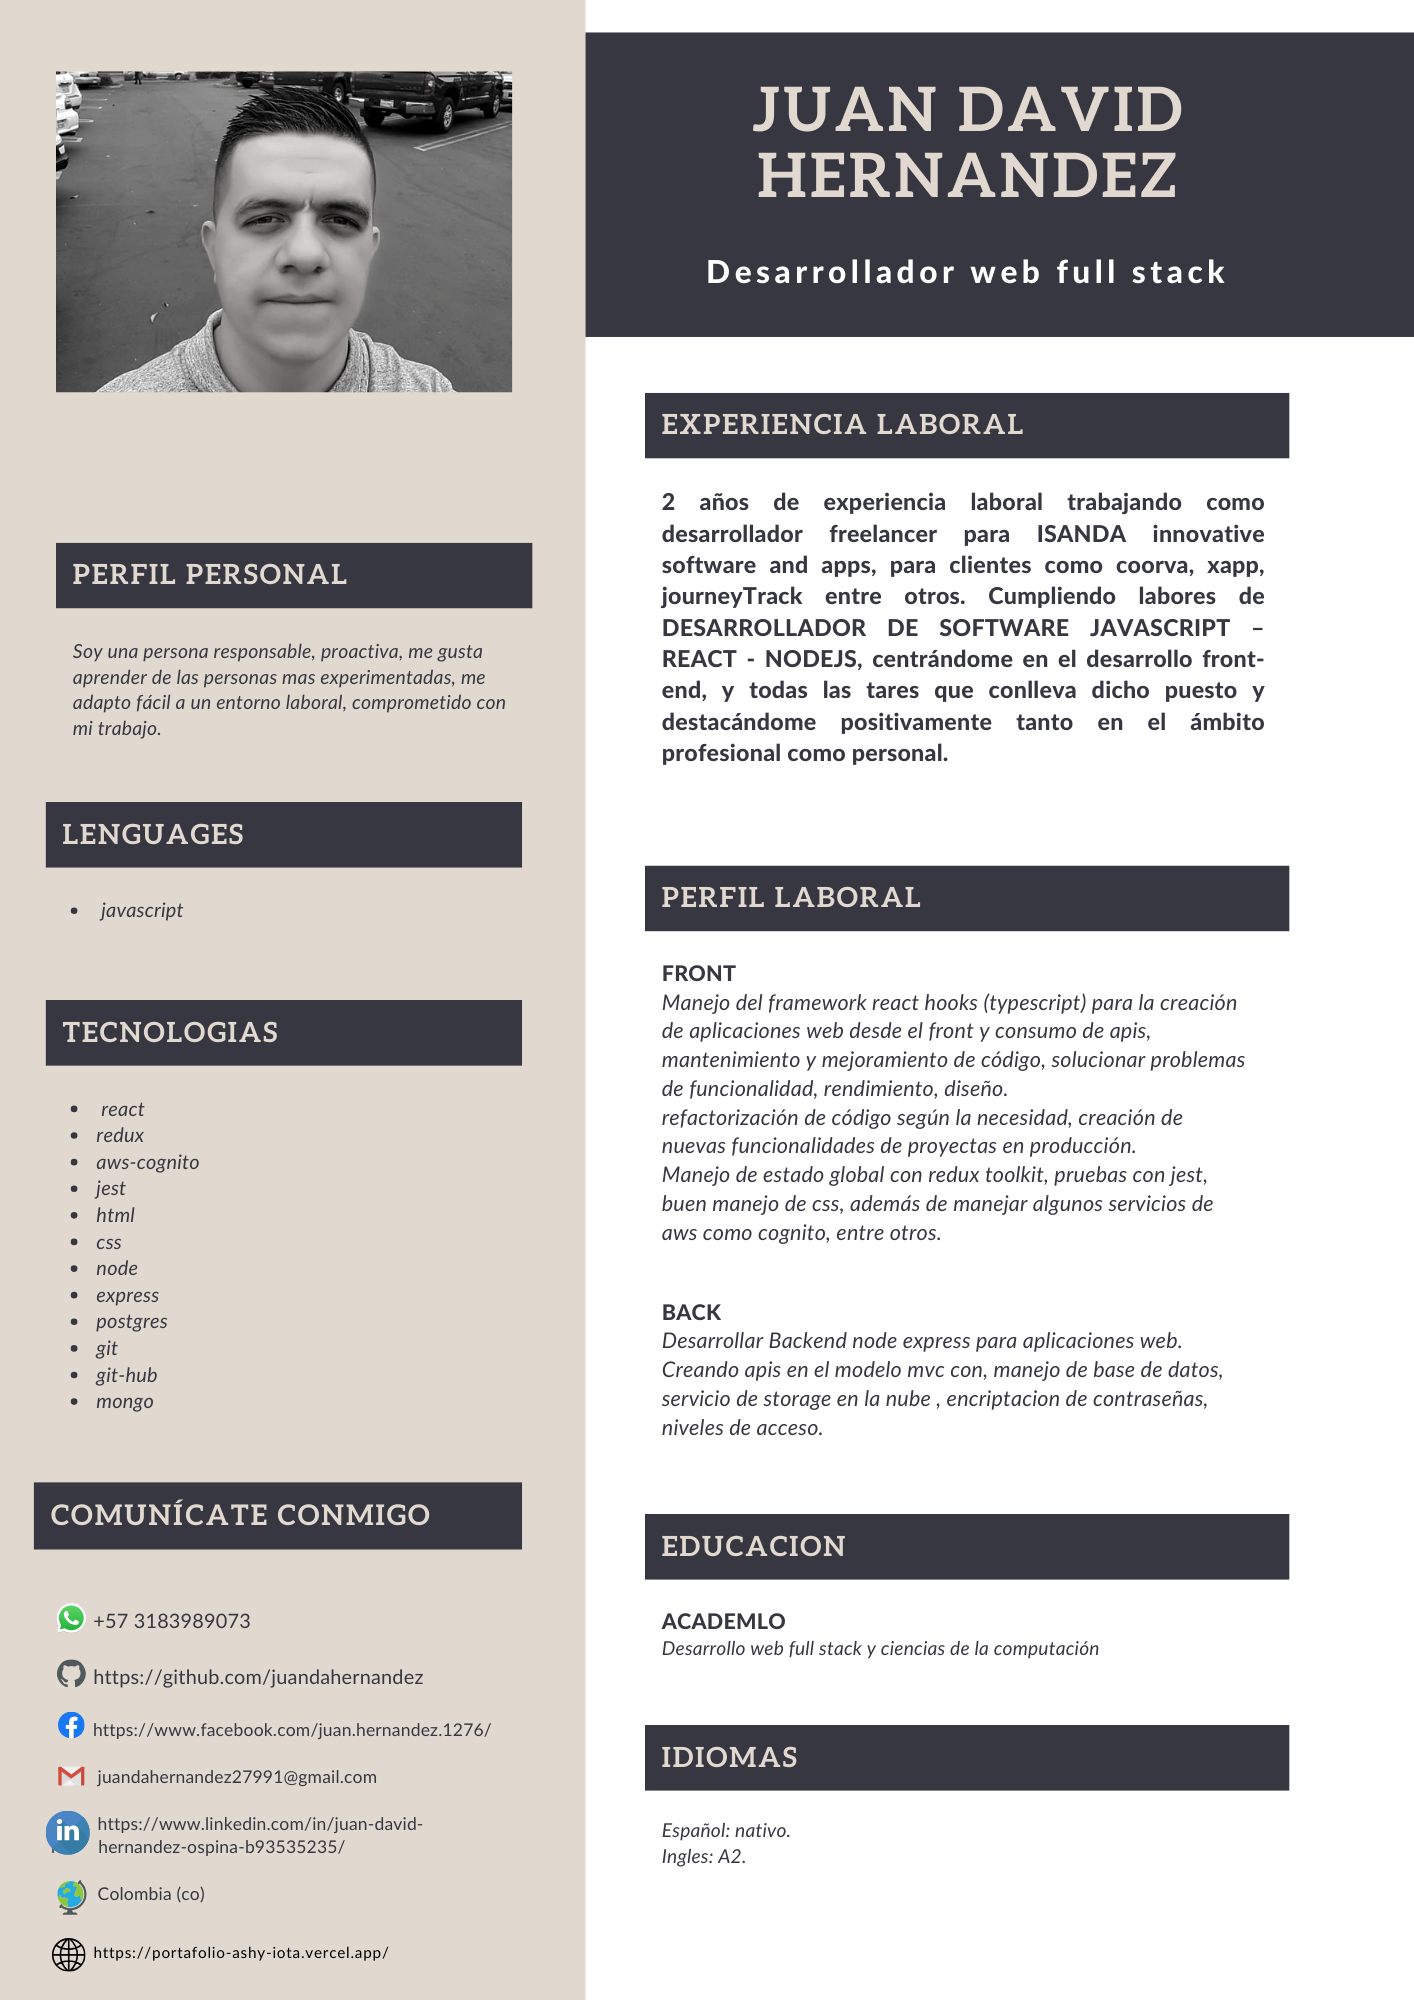 JUAN DAVID
HERNANDEZ
Desarrollador web full stack
PERFIL PERSONAL
Soy una persona responsable, proactiva, me gusta
aprender de las personas mas experimentadas, me
adapto fácil a un entorno laboral, comprometido con
mi trabajo.
LENGUAGES
• javascript
TECNOLOGIAS
• react
• redux
• aws-cognito
• jest
• html
• css
• node
• express
• postgres
• git
• git-hub
• mongo
COMUNÍCATE CONMIGO
+57 3183989073
https://github.com/juandahernandez
https://www.facebook.com/juan.hernandez.1276/
juandahernandez27991@gmail.com
in
https://www.linkedin.com/in/juan-david-
hernandez-ospina-b93535235/
Colombia (co)
https://portafolio-ashy-iota.vercel.app/
EXPERIENCIA LABORAL
2 años de experiencia laboral trabajando como
desarrollador freelancer para ISANDA innovative
software and apps, para clientes como coorva, xapp,
journeyTrack entre otros. Cumpliendo labores de
DESARROLLADOR DE SOFTWARE JAVASCRIPT –
REACT - NODEJS, centrándome en el desarrollo front-
end, y todas las tares que conlleva dicho puesto y
destacándome positivamente tanto en el ámbito
profesional como personal.
PERFIL LABORAL
FRONT
Manejo del framework react hooks (typescript) para la creación
de aplicaciones web desde el front y consumo de apis,
mantenimiento y mejoramiento de código, solucionar problemas
de funcionalidad, rendimiento, diseño.
refactorización de código según la necesidad, creación de
nuevas funcionalidades de proyectas en producción.
Manejo de estado global con redux toolkit, pruebas con jest,
buen manejo de css, además de manejar algunos servicios de
aws como cognito, entre otros.
BACK
Desarrollar Backend node express para aplicaciones web.
Creando apis en el modelo mvc con, manejo de base de datos,
servicio de storage en la nube , encriptacion de contraseñas,
niveles de acceso.
EDUCACION
ACADEMLO
Desarrollo web full stack y ciencias de la computación
IDIOMAS
Español: nativo.
Ingles: A2.